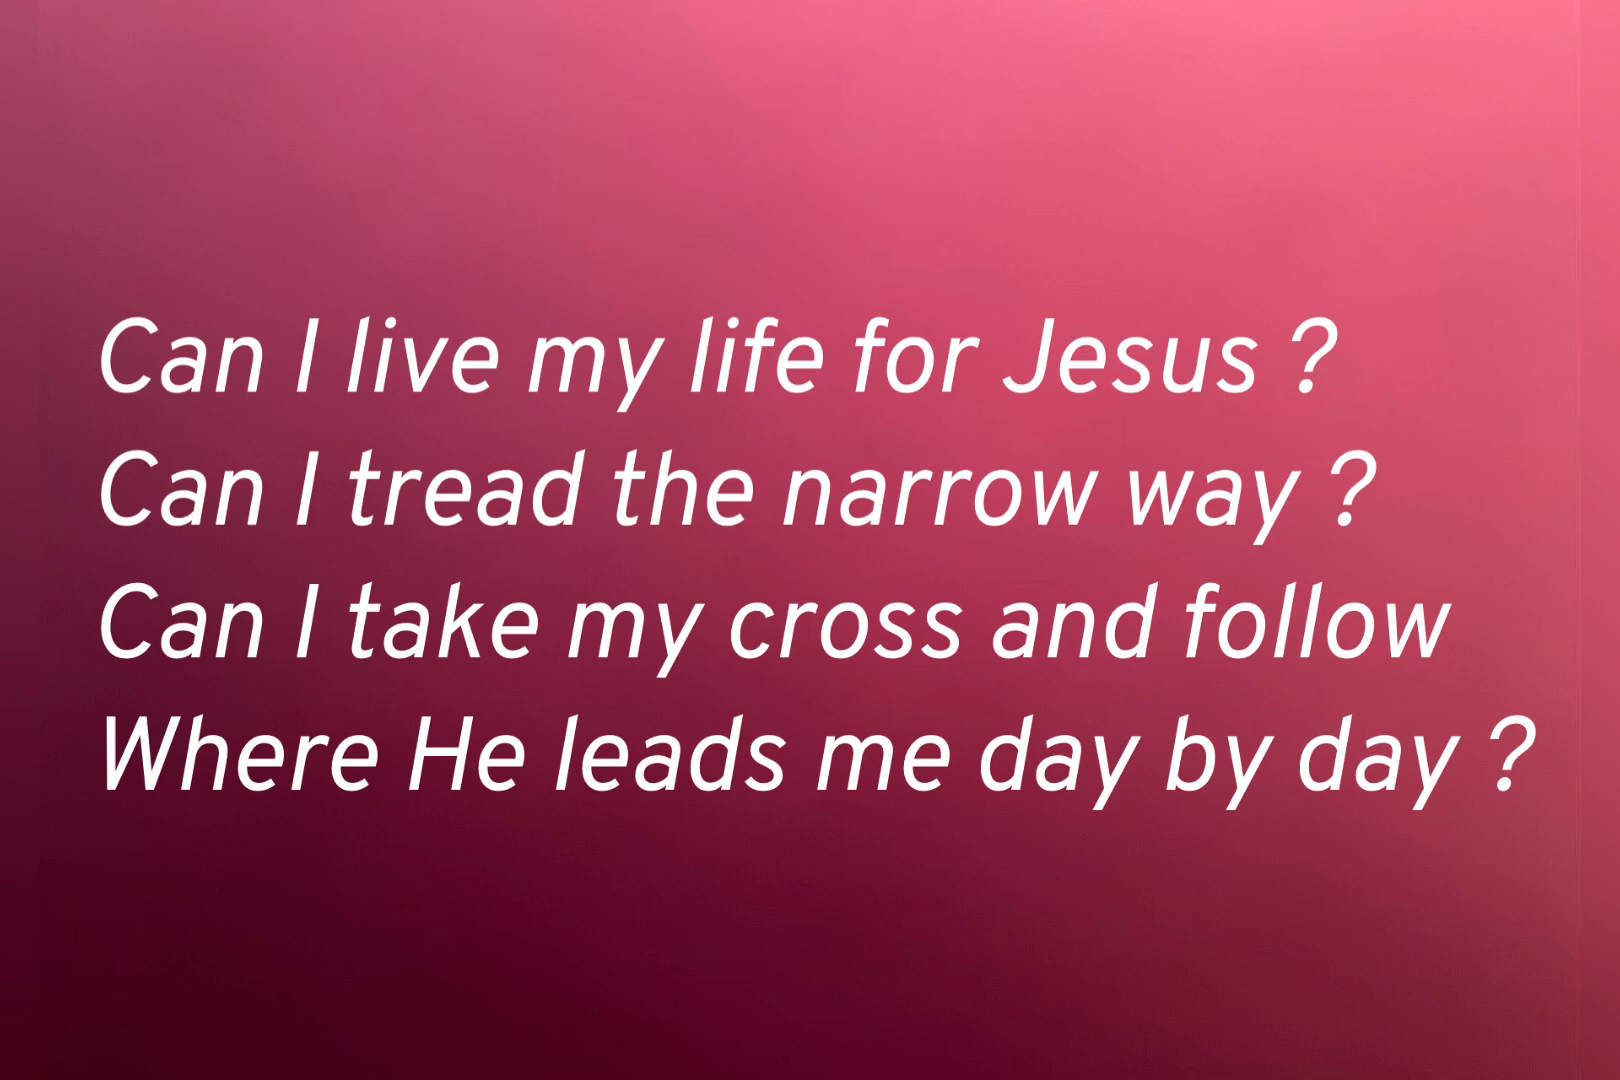 Can I live my life for Jesus ?
Can I tread the narrow way ?
Can I take my cross and follow
Where He leads me day by day ?